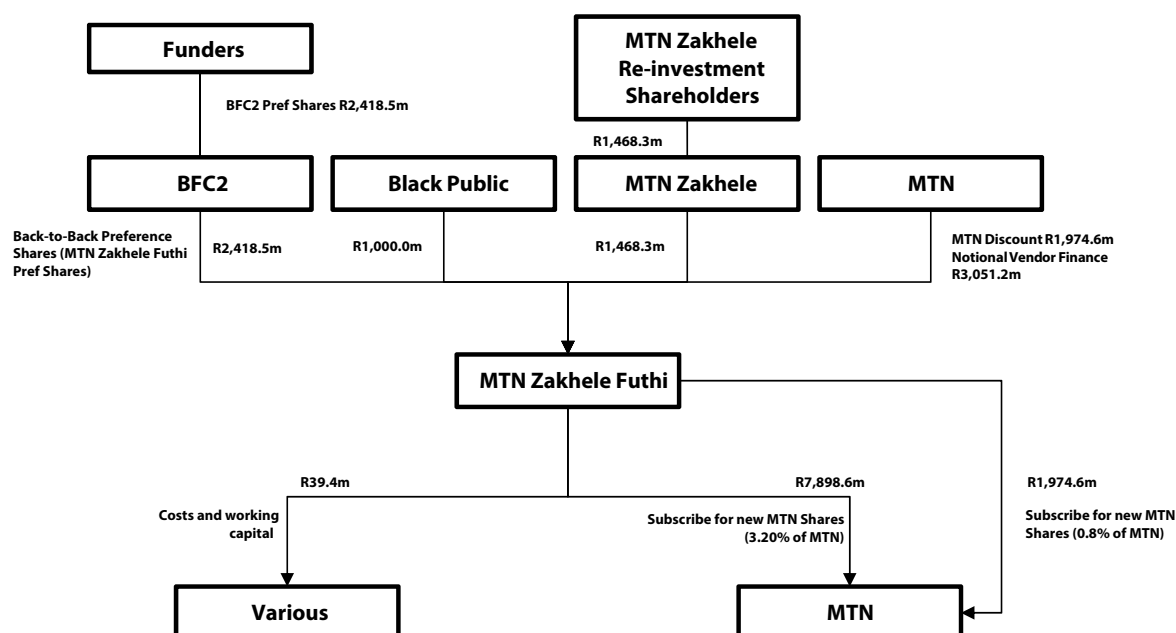 Funders
MTN Zakhele
Re-investment
Shareholders
BFC2 Pref Shares R2,418.5m
R1,468.3m
BFC2
Black Public
MTN Zakhele
MTN
Back-to-Back Preference
Shares (MTN Zakhele Futhi
Pref Shares)
R2,418.5m
R1,000.0m
R1,468.3m
MTN Discount R1,974.6m
Notional Vendor Finance
R3,051.2m
MTN Zakhele Futhi
R39.4m
R7,898.6m
R1,974.6m
Costs and working
capital
Subscribe for new MTN Shares
(3.20% of MTN)
Subscribe for new MTN
Shares (0.8% of MTN)
Various
MTN